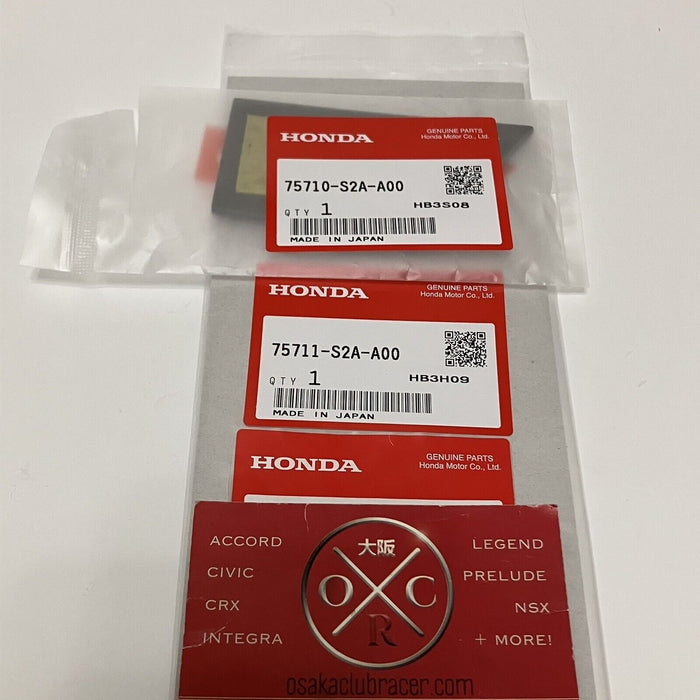 HONDA
GENUINE PARTS
Honda Motor Co., Ltd.
75710-S2A-A00
QTY 1
HB3S08
MADE IN JAPAN
HONDA
GENUINE PARTS
Honda Motor Co., Ltd.
75711-S2A-A00
QTY 1
HB3H09
MADE IN JAPAN
HONDA
GENUINE PARTS
Honda Motor Co., Ltd.
ACCORD
CIVIC
CRX
INTEGRA
大阪
O C
R
LEGEND
PRELUDE
NSX
+ MORE!
osakaclubracer.com